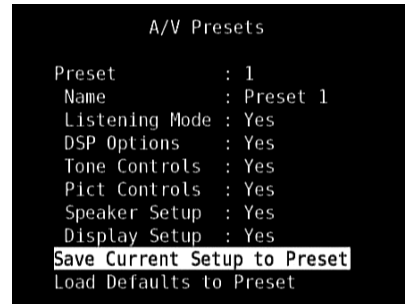 A/V Presets
Preset : 1
Name : Preset 1
Listening Mode : Yes
DSP Options : Yes
Tone Controls : Yes
Pict Controls : Yes
Speaker Setup : Yes
Display Setup : Yes
Save Current Setup to Preset
Load Defaults to Preset